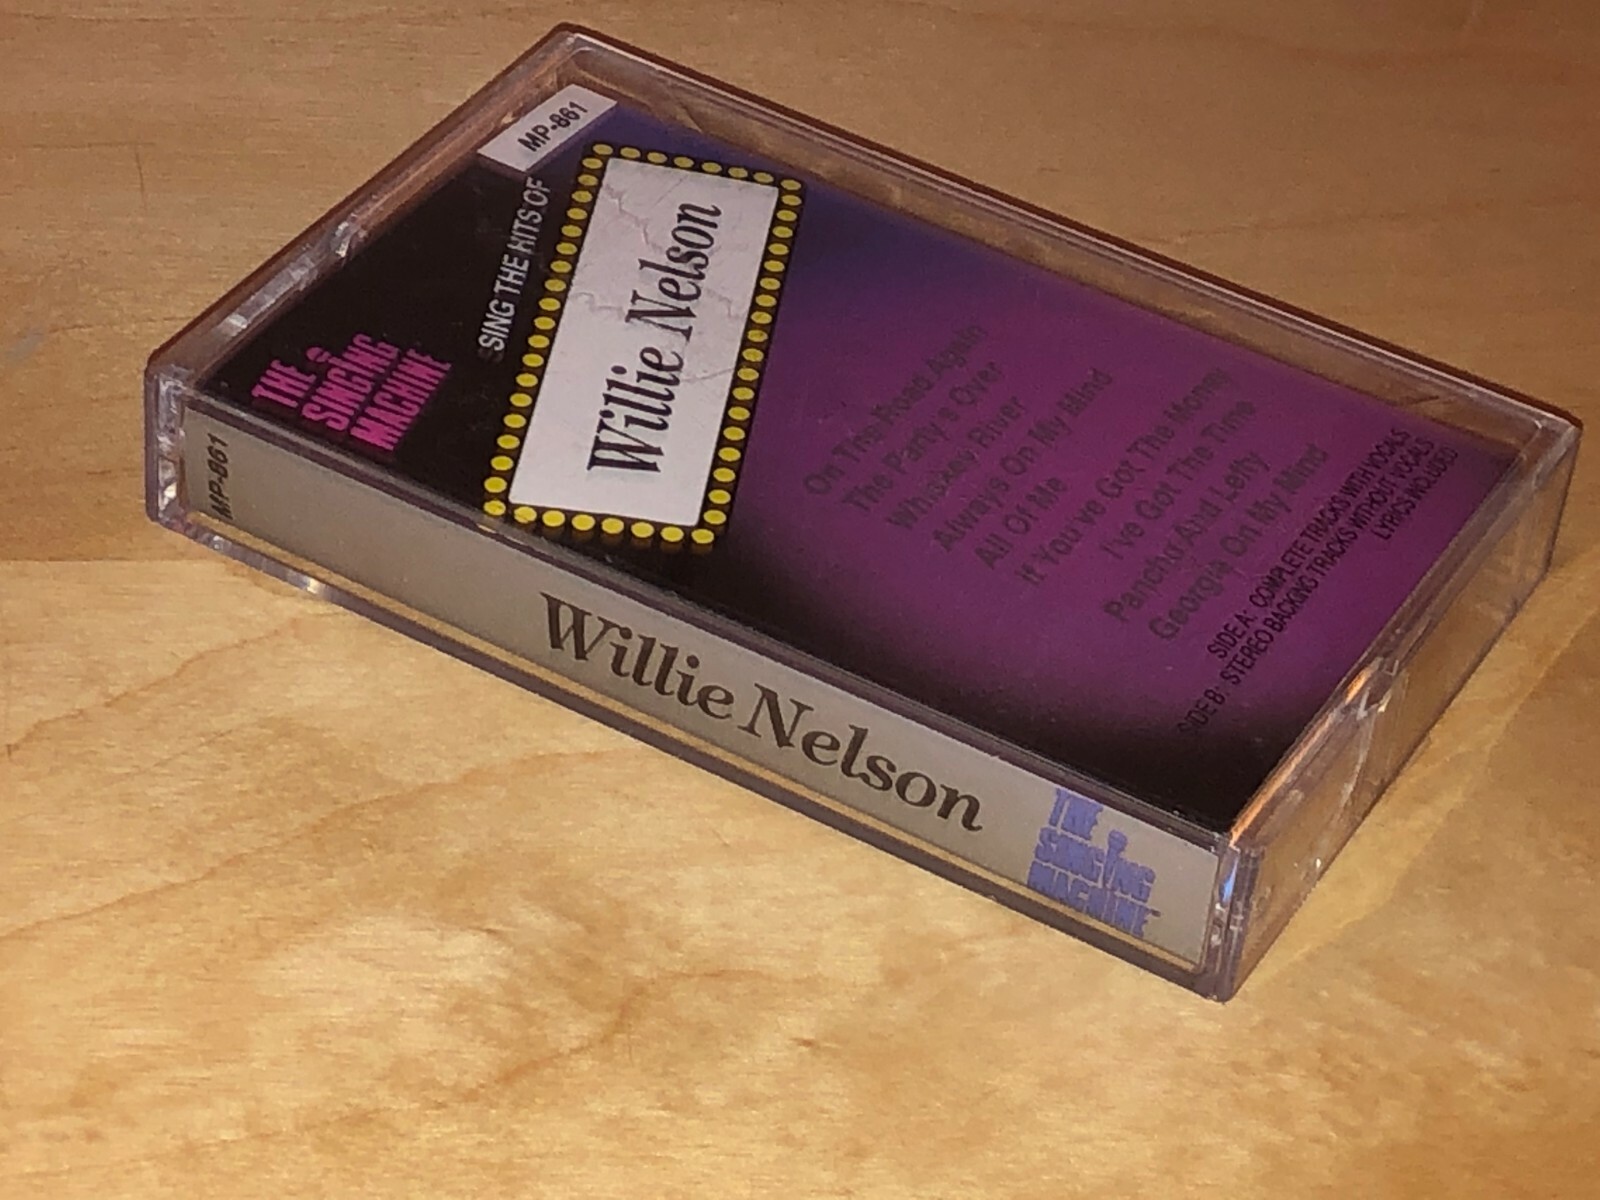 MP-861
THE
SINGING
MACHINE
SING THE HITS OF
Willie Nelson
On The Road Again
The Party's Over
Whiskey River
Always On My Mind
All Of Me
If You've Got The Money
I've Got The Time
Pancho And Lefty
Georgia On My Mind
SIDE A: COMPLETE TRACKS WITH VOCALS
SIDE B: STEREO BACKING TRACKS WITHOUT VOCALS
LYRICS INCLUDED
MP-861
Willie Nelson
THE
SINGING
MACHINE